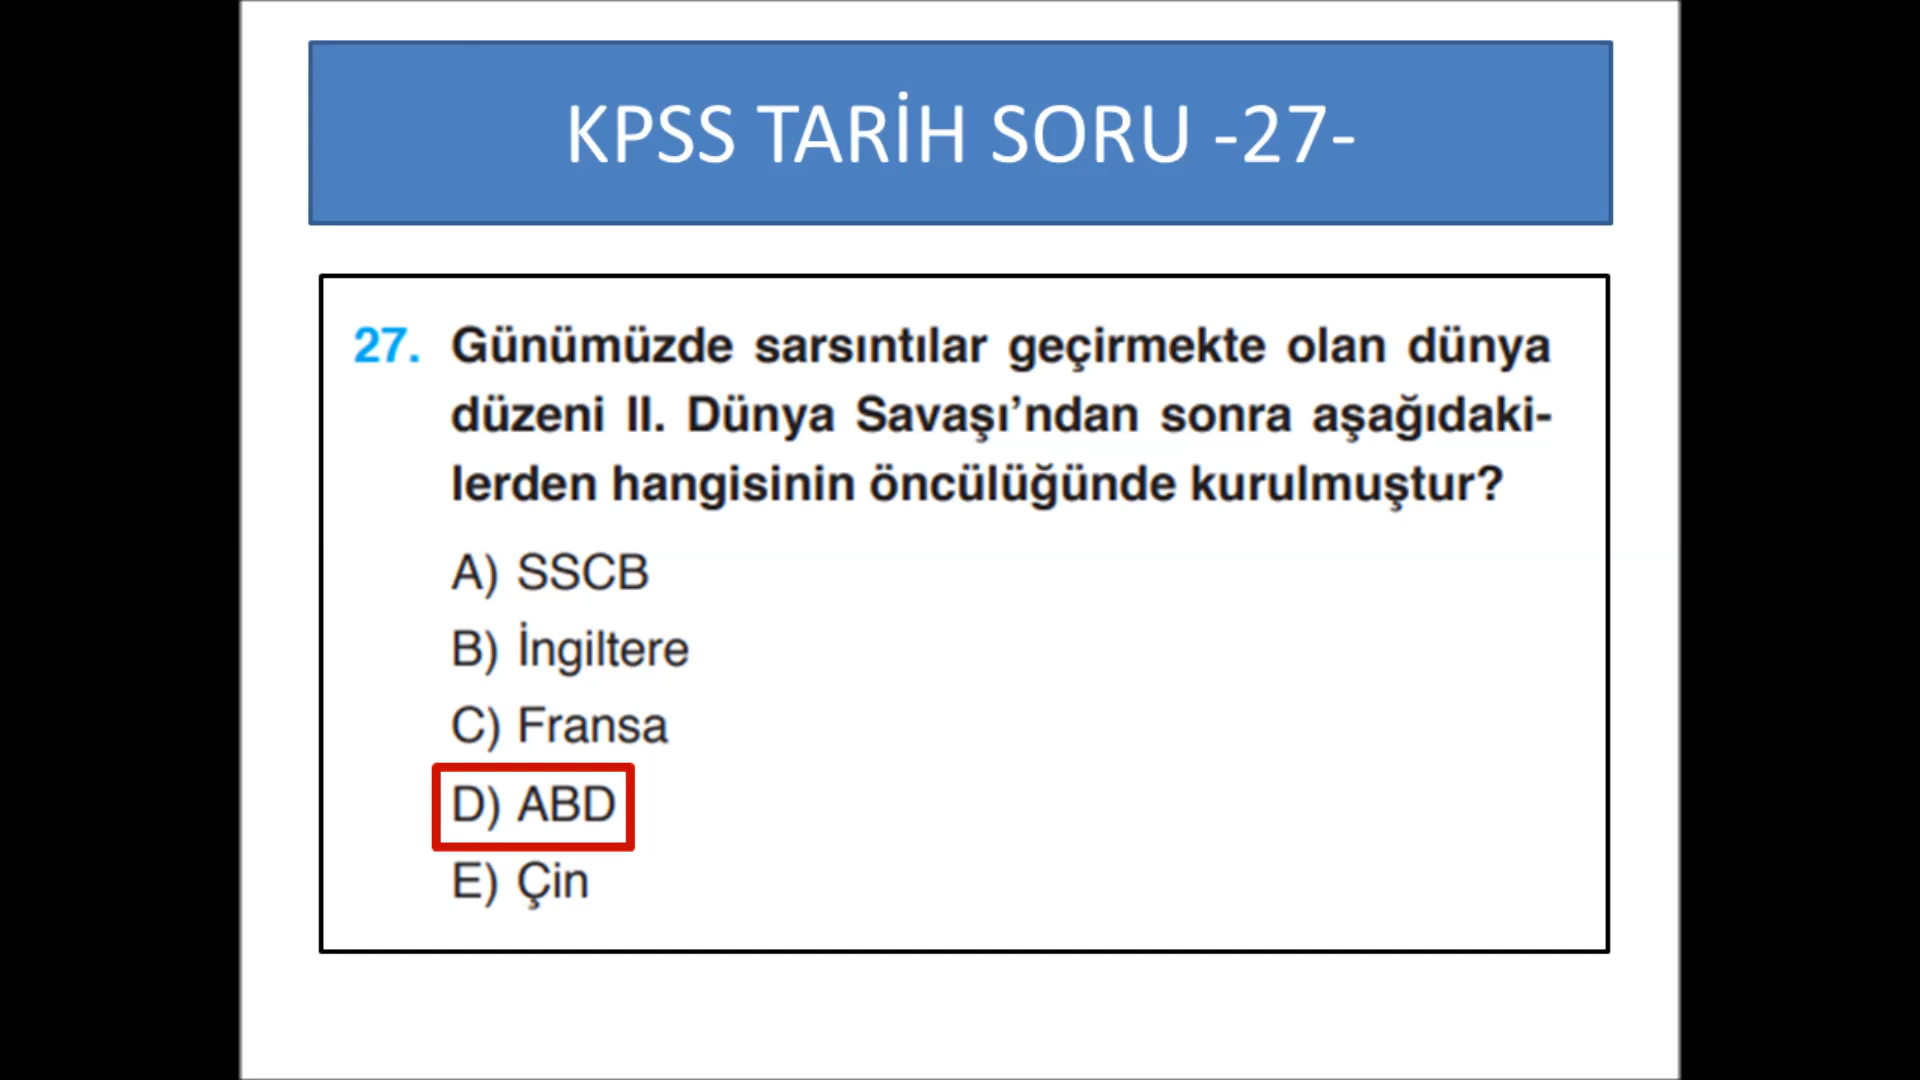 KPSS TARİH SORU -27-
27. Günümüzde sarsıntılar geçirmekte olan dünya
düzeni II. Dünya Savaşı’ndan sonra aşağıdaki-
lerden hangisinin öncülüğünde kurulmuştur?
A) SSCB
B) İngiltere
C) Fransa
D) ABD
E) Çin